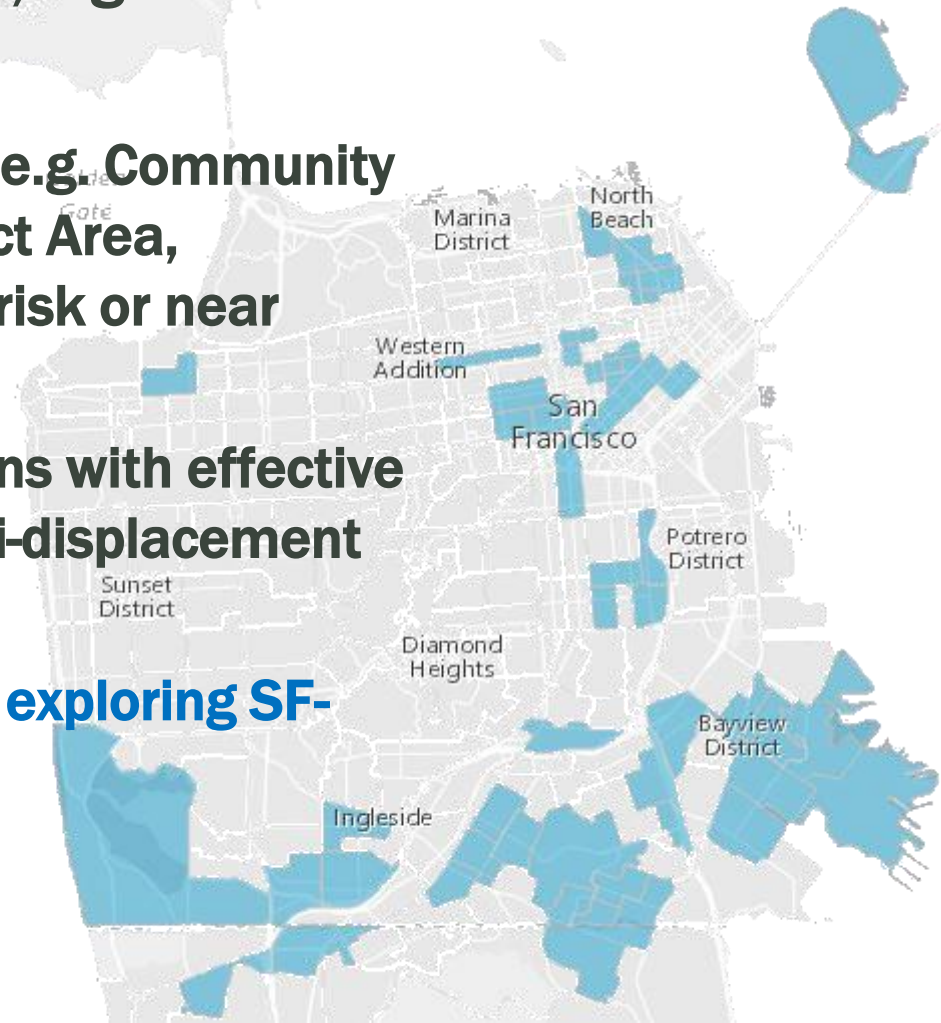 e.g. Community
Gate
ct Area,
risk or near
ns with effective
i-displacement
exploring SF-
North
Beach
Marina
District
Western
Addition
San
Francisco
Potrero
District
Sunset
District
Diamond
Heights
Bayview
District
Ingleside